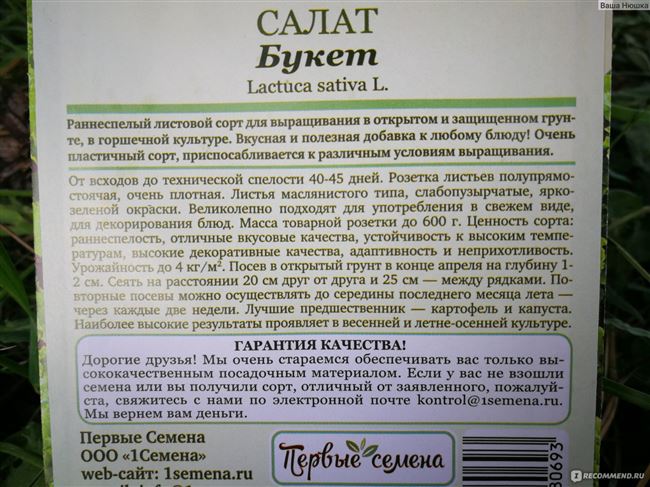 Ваша Нюшка
САЛАТ
Букет
Lactuca sativa L.
Раннеспелый листовой сорт для выращивания в открытом и защищенном грун-
те, в горшечной культуре. Вкусная и полезная добавка к любому блюду! Очень
пластичный сорт, приспосабливается к различным условиям выращивания.
От всходов до технической спелости 40-45 дней. Розетка листьев полупрямо-
стоячая, очень плотная. Листья маслянистого типа, слабопузырчатые, ярко-
зеленой окраски. Великолепно подходят для употребления в свежем виде,
для декорирования блюд. Масса товарной розетки до 600 г. Ценность сорта:
раннеспелость, отличные вкусовые качества, устойчивость к высоким темпе-
ратурам, высокие декоративные качества, адаптивность и неприхотливость.
Урожайность до 4 кг/м². Посев в открытый грунт в конце апреля на глубину 1-
2 см. Сеять на расстоянии 20 см друг от друга и 25 см — между рядками. По-
вторные посевы можно осуществлять до середины последнего месяца лета —
через каждые две недели. Лучшие предшественник — картофель и капуста.
Наиболее высокие результаты проявляет в весенней и летне-осенней культуре.
ГАРАНТИЯ КАЧЕСТВА!
Дорогие друзья! Мы очень стараемся обеспечивать вас только вы-
сококачественным посадочным материалом. Если у вас не взошли
семена или вы получили сорт, отличный от заявленного, пожалуй-
ста, свяжитесь с нами по электронной почте kontrol@1semena.ru.
Мы вернем вам деньги.
Первые Семена
ООО «1Семена»
web-сайт: 1semena.ru
Первые семена
80693
IRECOMMEND.RU